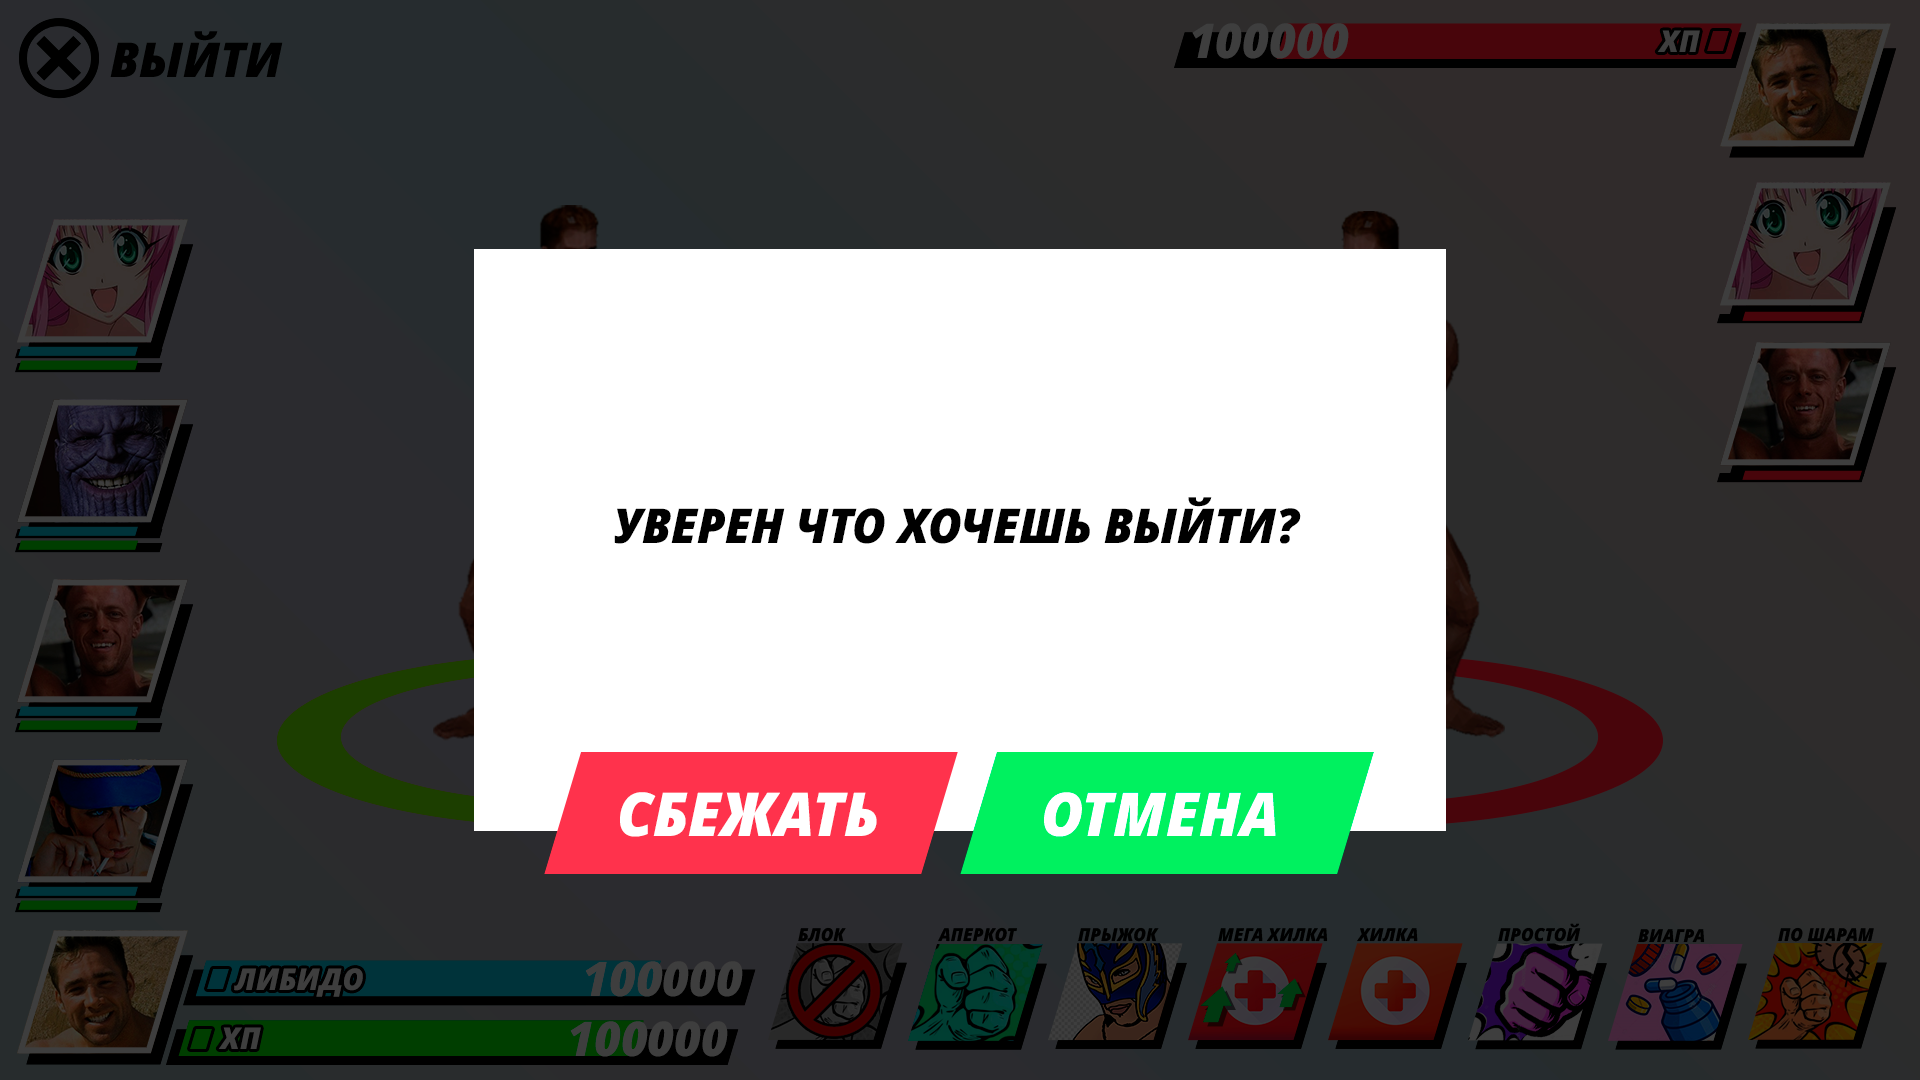 ВЫЙТИ
100000
ХП
УВЕРЕН ЧТО ХОЧЕШЬ ВЫЙТИ?
СБЕЖАТЬ
ОТМЕНА
БЛОК
АПЕРКОТ
ПРЫЖОК
МЕГА ХИЛКА
ХИЛКА
ПРОСТОЙ
ВИАГРА
ПО ШАРАМ
ЛИБИДО
100000
ХП
100000